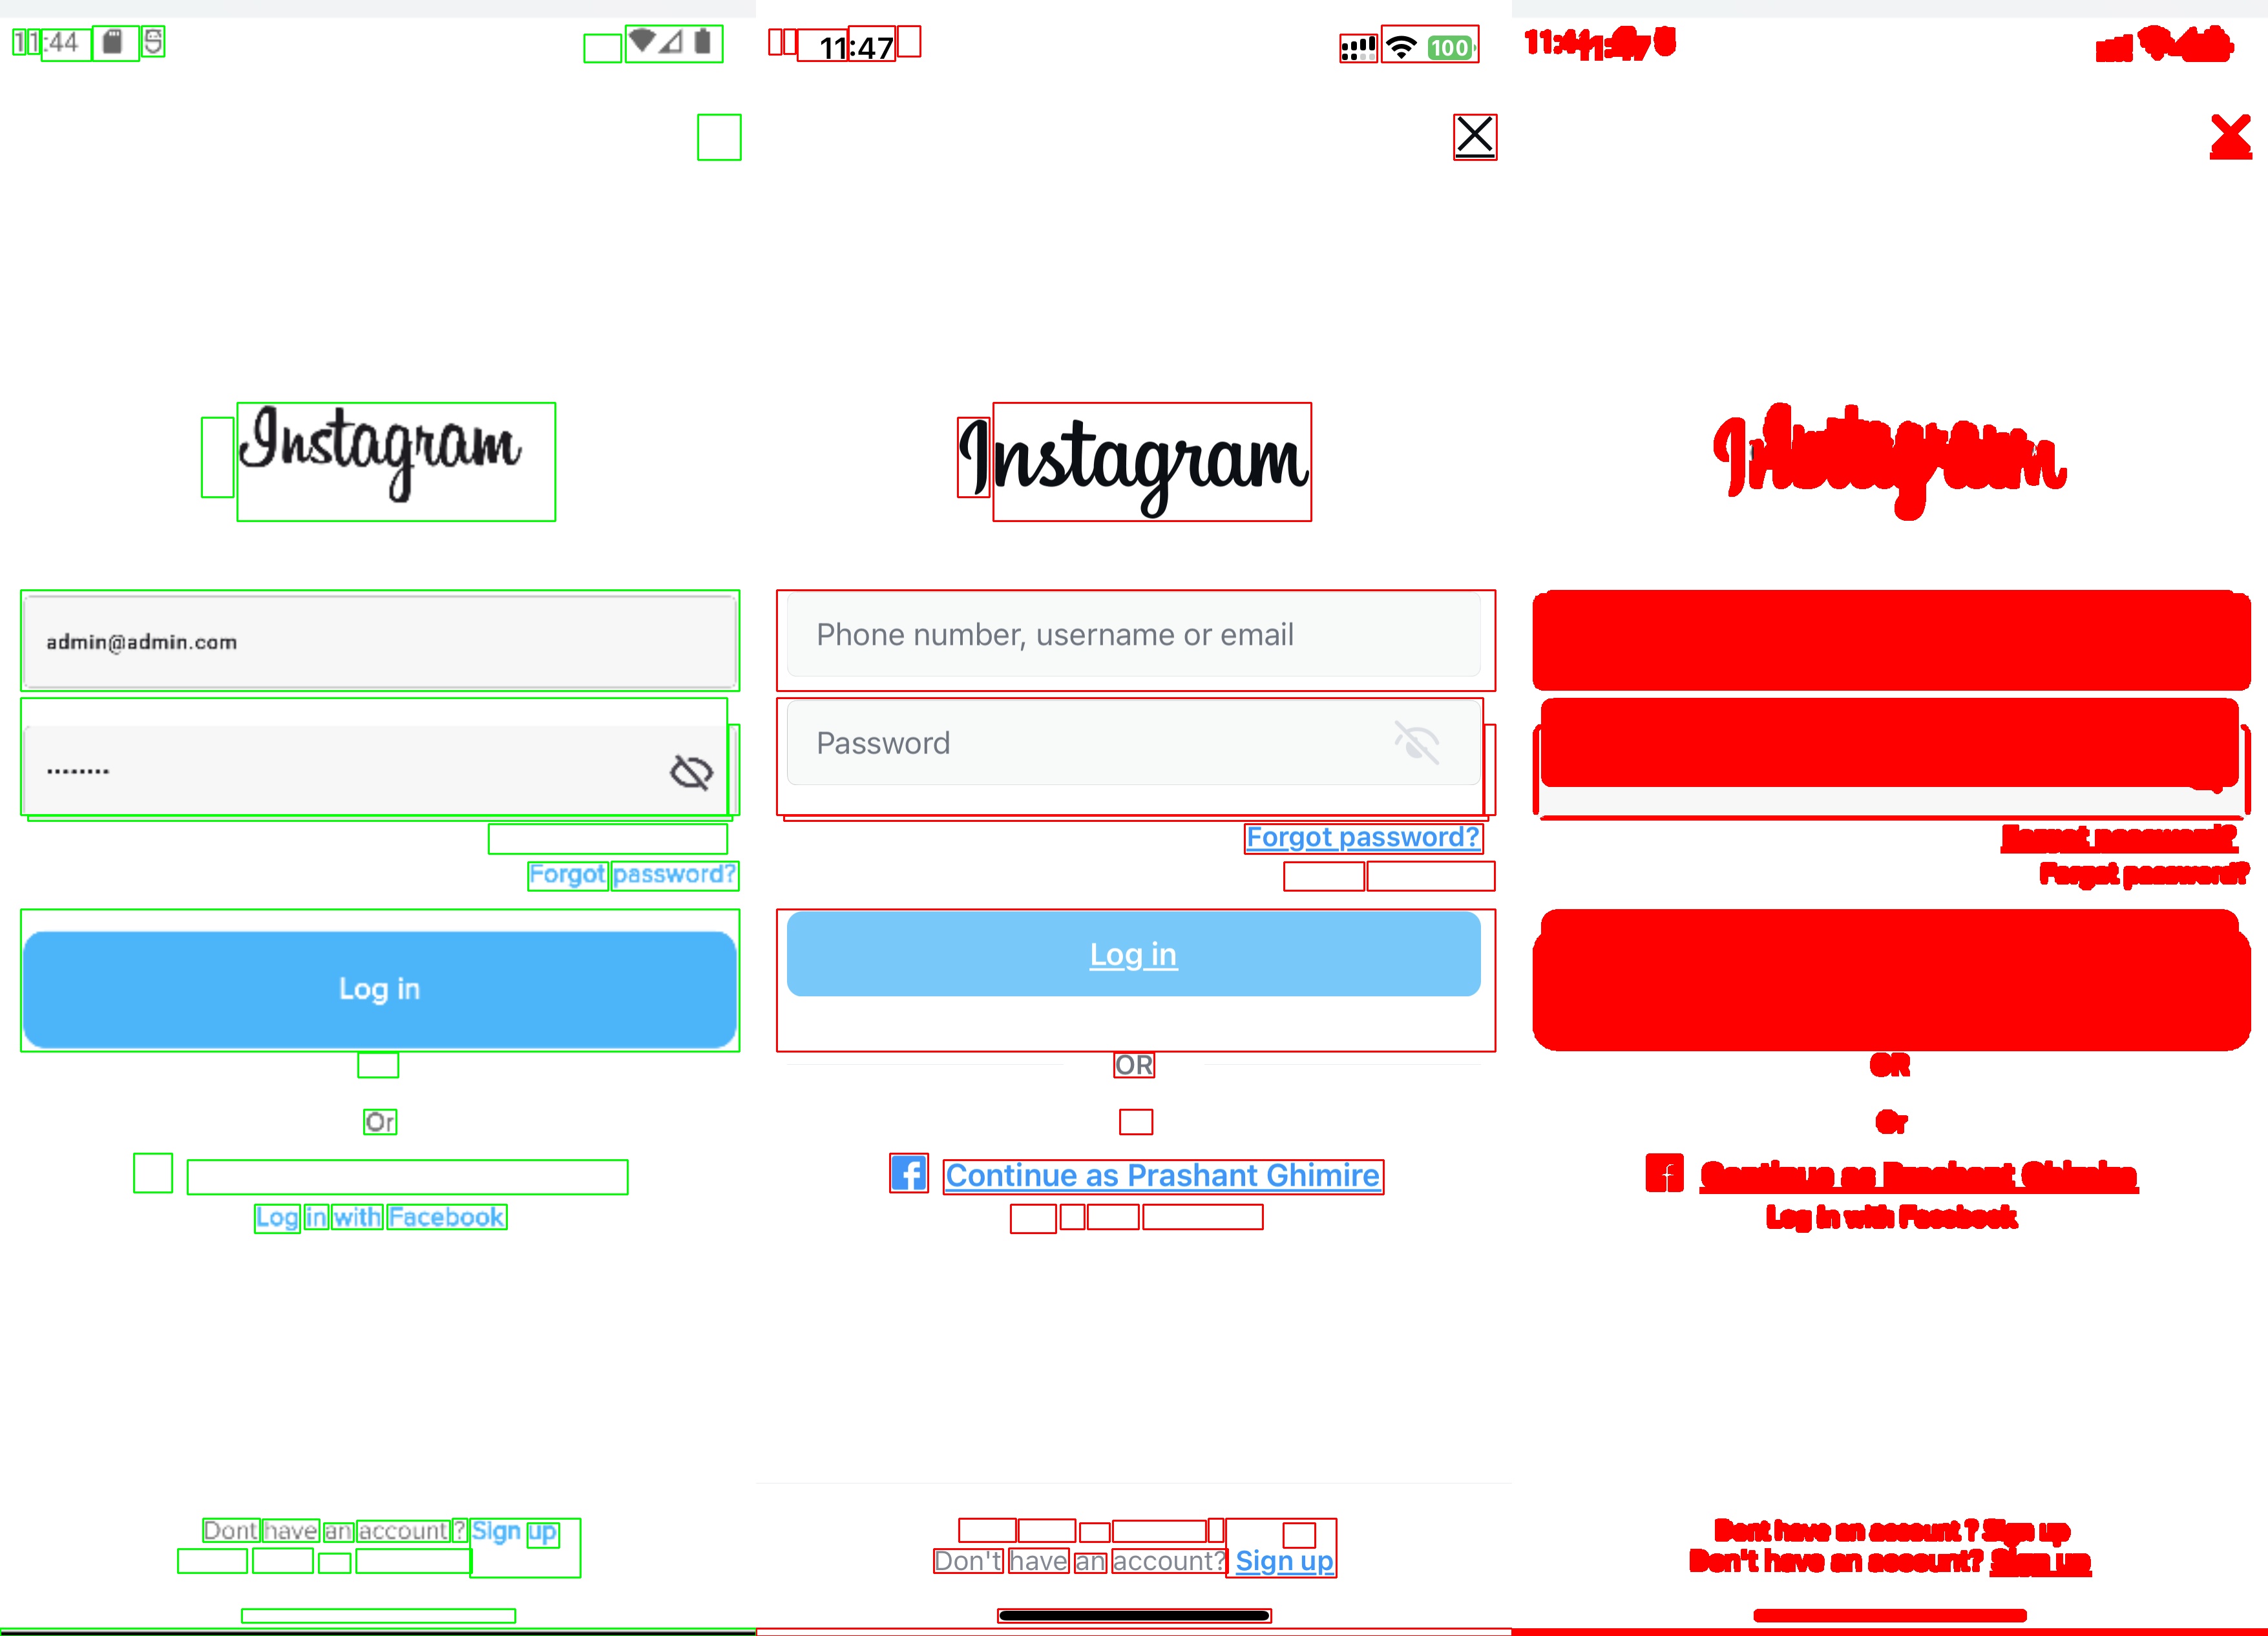 11:44
Instagram
admin@admin.com
••••••••
Forgot password?
Log in
Or
Log in with Facebook
Dont have an account ? Sign up
11:47
100
Instagram
Phone number, username or email
Password
Forgot password?
Log in
OR
Continue as Prashant Ghimire
Don't have an account? Sign up
Instagram
Forgot password?
Forgot password?
OR
Or
Continue as Prashant Ghimire
Log in with Facebook
Dont have an account ? Sign up
Don't have an account? Sign up